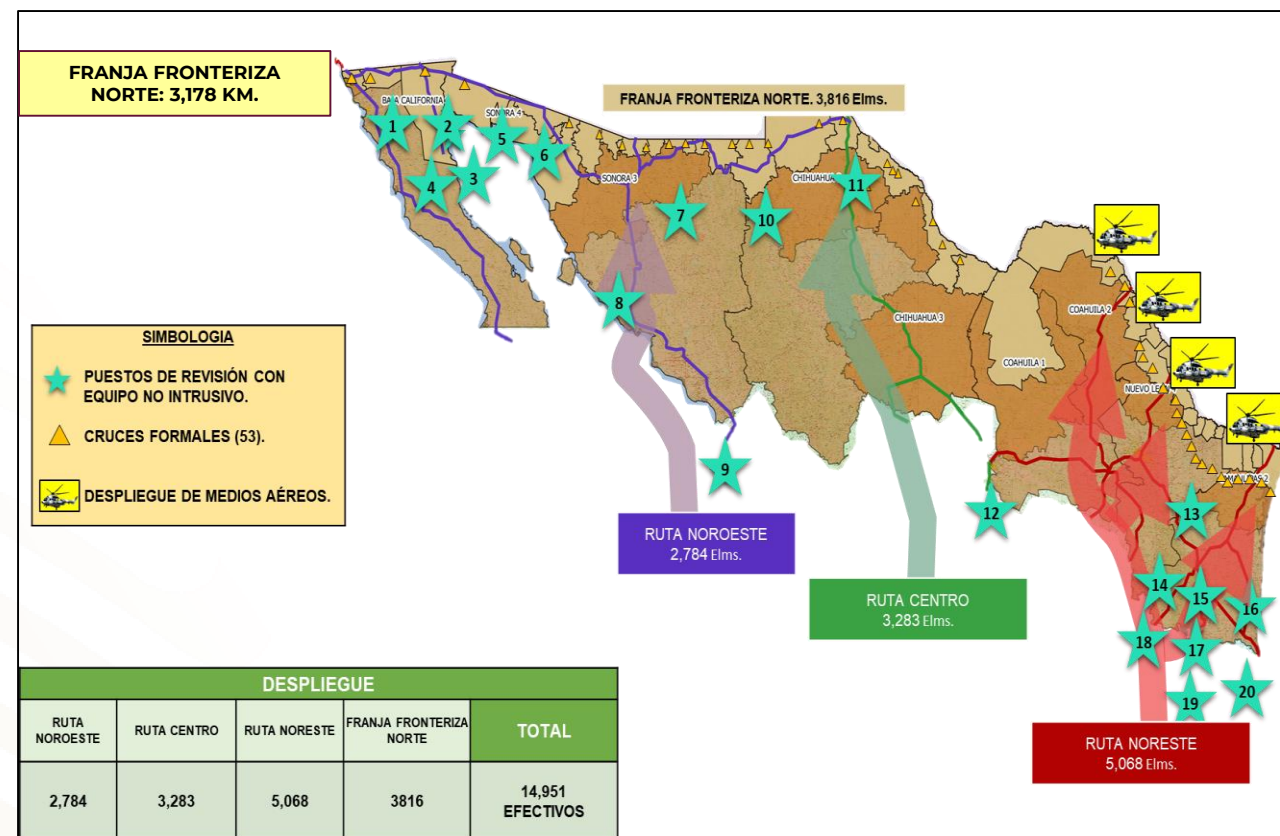 FRANJA FRONTERIZA
NORTE: 3,178 KM.
FRANJA FRONTERIZA NORTE. 3,816 Elms.
BAJA CALIFORNIA
SONORA 4
SONORA 3
CHIHUAHUA
CHIHUAHUA 3
COAHUILA 1
COAHUILA 2
NUEVO LE
2
1
2
3
4
5
6
7
8
9
10
11
12
13
14
15
16
17
18
19
20
SIMBOLOGIA
PUESTOS DE REVISIÓN CON
EQUIPO NO INTRUSIVO.
CRUCES FORMALES (53).
DESPLIEGUE DE MEDIOS AÉREOS.
RUTA NOROESTE
2,784 Elms.
RUTA CENTRO
3,283 Elms.
RUTA NORESTE
5,068 Elms.
DESPLIEGUE
RUTA
NOROESTE
RUTA CENTRO
RUTA NORESTE
FRANJA FRONTERIZA
NORTE
TOTAL
2,784
3,283
5,068
3816
14,951
EFECTIVOS